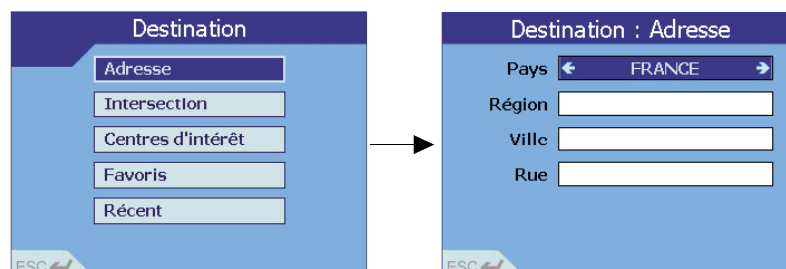 Destination
Adresse
Intersection
Centres d'intérêt
Favoris
Récent
ESC
Destination : Adresse
Pays FRANCE
Région
Ville
Rue
ESC